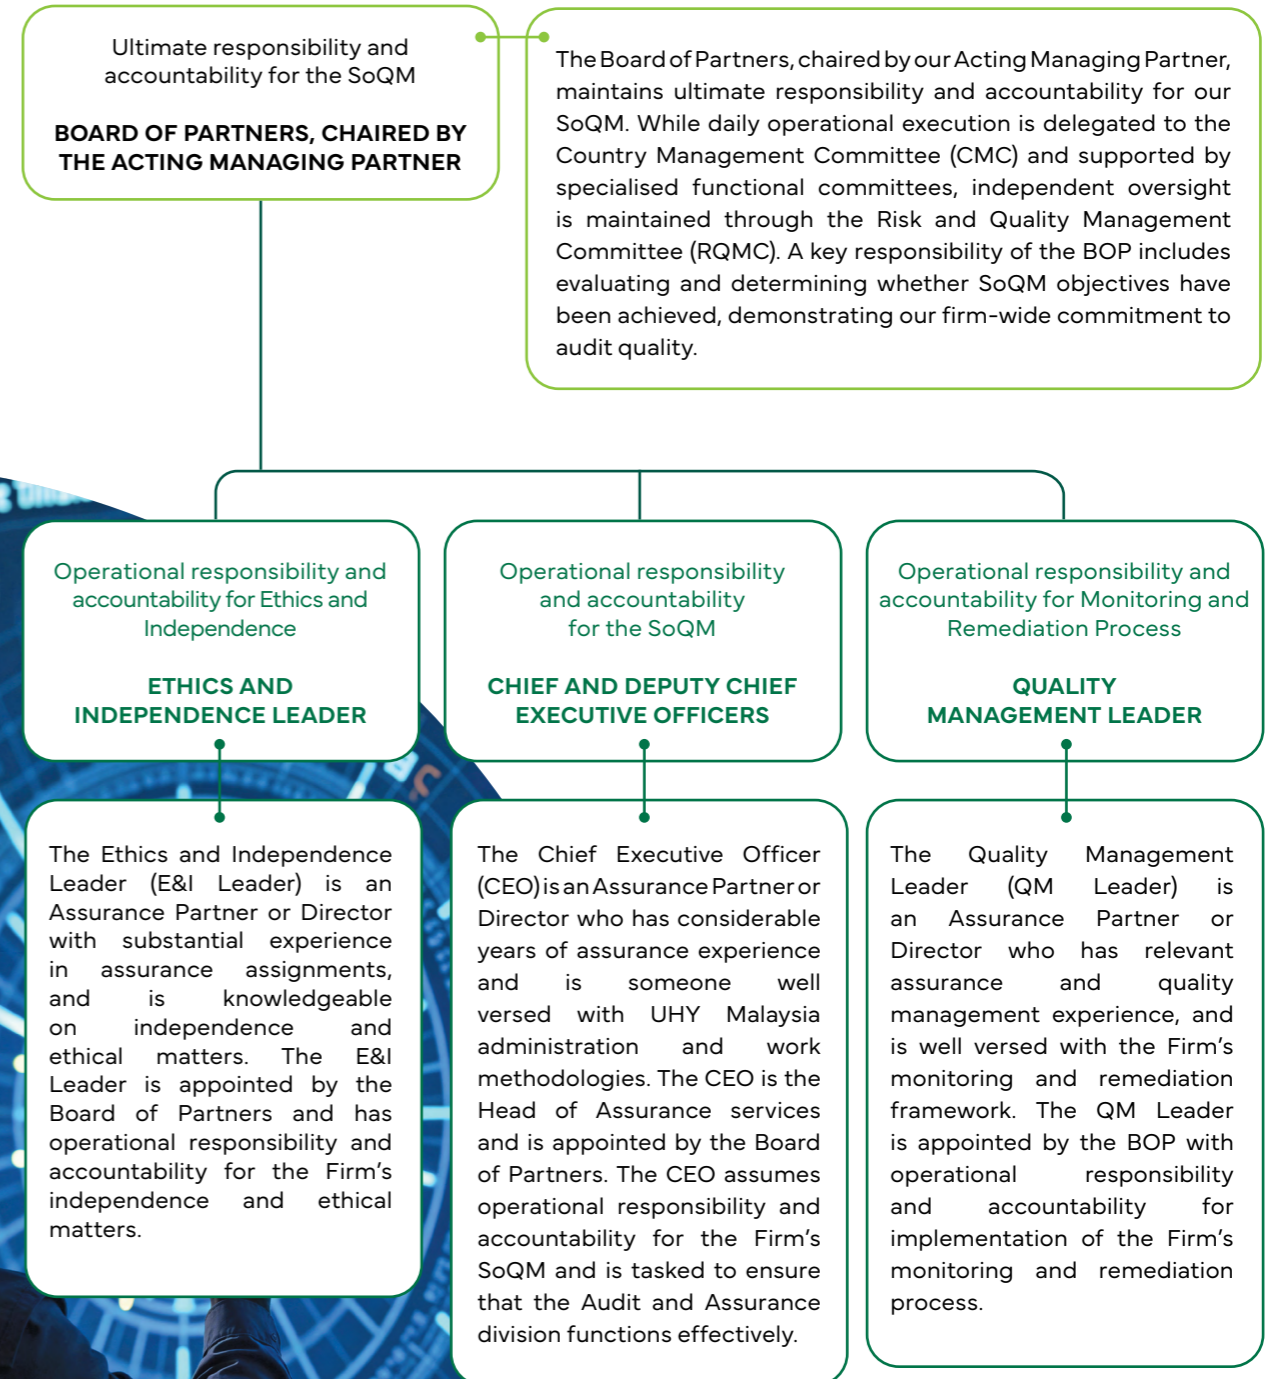 Ultimate responsibility and
accountability for the SoQM
BOARD OF PARTNERS, CHAIRED BY
THE ACTING MANAGING PARTNER
The Board of Partners, chaired by our Acting Managing Partner,
maintains ultimate responsibility and accountability for our
SoQM. While daily operational execution is delegated to the
Country Management Committee (CMC) and supported by
specialised functional committees, independent oversight
is maintained through the Risk and Quality Management
Committee (RQMC). A key responsibility of the BOP includes
evaluating and determining whether SoQM objectives have
been achieved, demonstrating our firm-wide commitment to
audit quality.
Operational responsibility and
accountability for Ethics and
Independence
ETHICS AND
INDEPENDENCE LEADER
Operational responsibility
and accountability
for the SoQM
CHIEF AND DEPUTY CHIEF
EXECUTIVE OFFICERS
Operational responsibility and
accountability for Monitoring and
Remediation Process
QUALITY
MANAGEMENT LEADER
The Ethics and Independence
Leader (E&I Leader) is an
Assurance Partner or Director
with substantial experience
in assurance assignments,
and is knowledgeable
on independence and
ethical matters. The E&I
Leader is appointed by the
Board of Partners and has
operational responsibility and
accountability for the Firm's
independence and ethical
matters.
The Chief Executive Officer
(CEO) is an Assurance Partner or
Director who has considerable
years of assurance experience
and is someone well
versed with UHY Malaysia
administration and work
methodologies. The CEO is the
Head of Assurance services
and is appointed by the Board
of Partners. The CEO assumes
operational responsibility and
accountability for the Firm's
SoQM and is tasked to ensure
that the Audit and Assurance
division functions effectively.
The Quality Management
Leader (QM Leader) is
an Assurance Partner or
Director who has relevant
assurance and quality
management experience, and
is well versed with the Firm's
monitoring and remediation
framework. The QM Leader
is appointed by the BOP with
operational responsibility
and accountability for
implementation of the Firm's
monitoring and remediation
process.